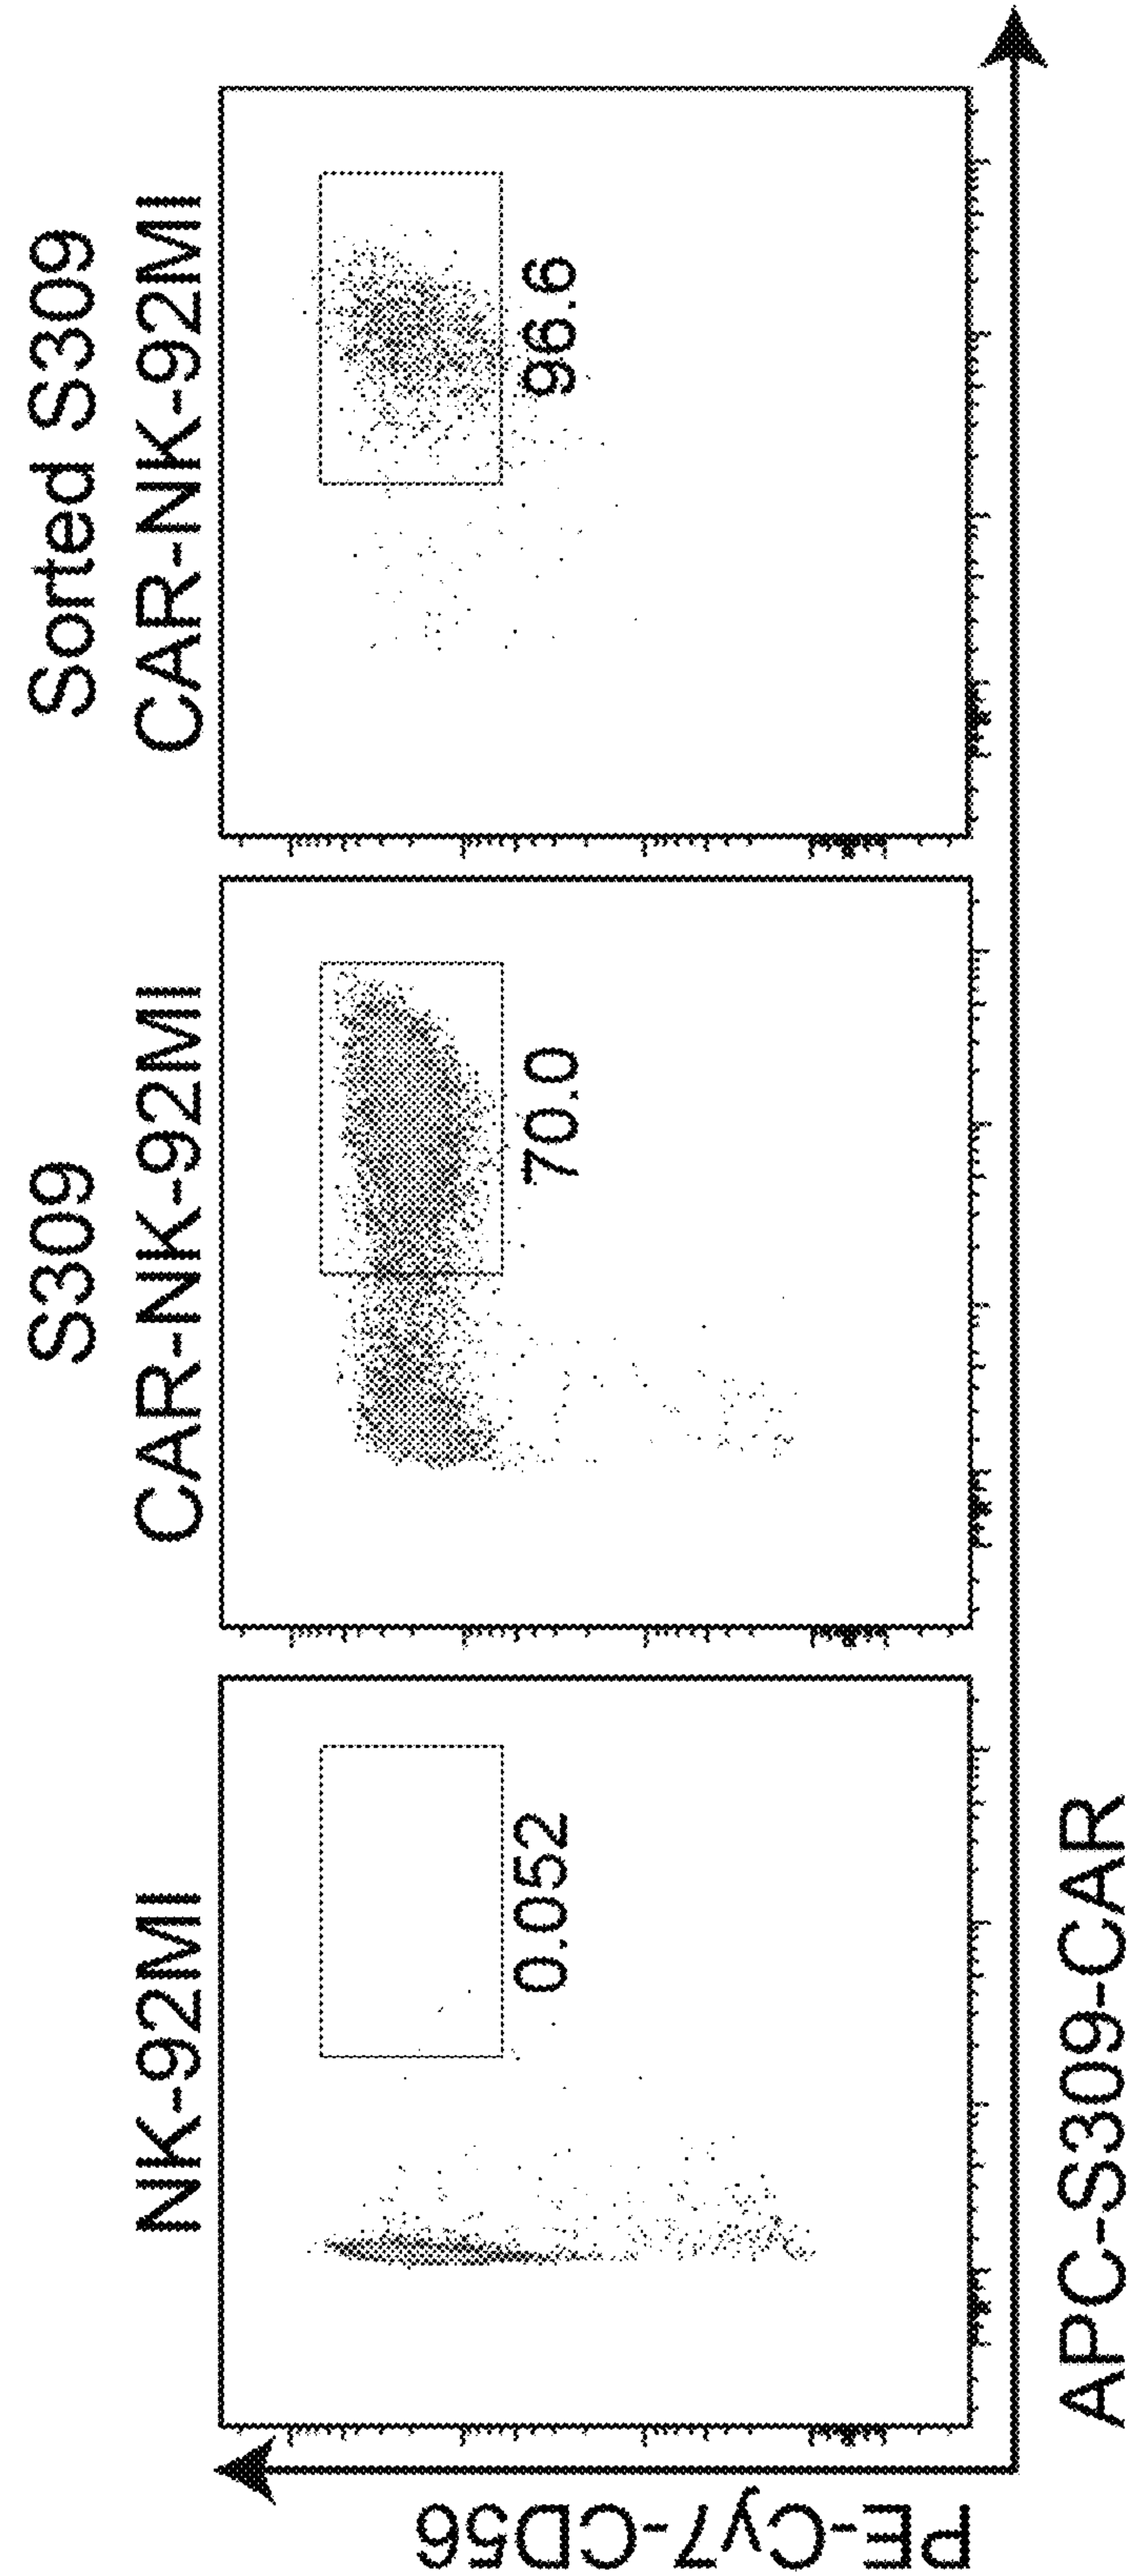 NK-92MI
S309
CAR-NK-92MI
Sorted S309
CAR-NK-92MI
0.052
70.0
96.6
PE-Cy7-CD56
APC-S309-CAR